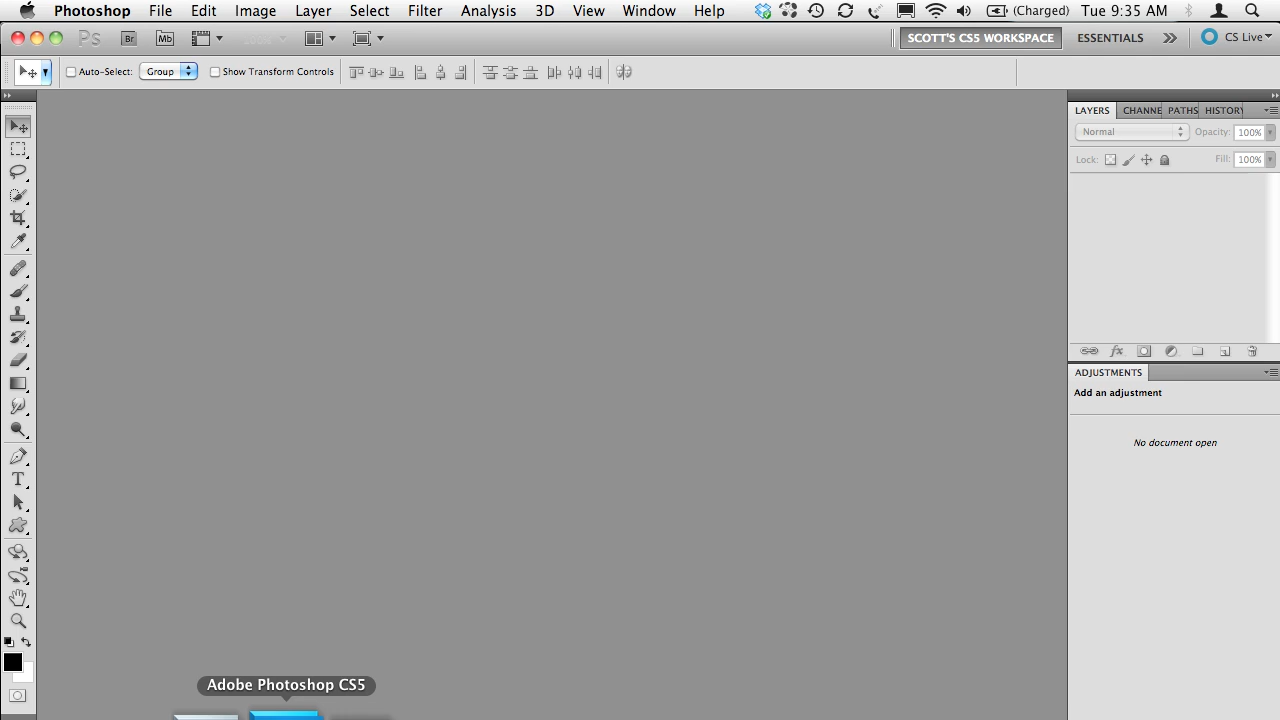 Photoshop File Edit Image Layer Select Filter Analysis 3D View Window Help (Charged) Tue 9:35 AM
Ps Br Mb SCOTT'S CS5 WORKSPACE ESSENTIALS CS Live
Auto-Select: Group Show Transform Controls
LAYERS CHANNE PATHS HISTORY
Normal Opacity: 100%
Lock: Fill: 100%
fx
ADJUSTMENTS
Add an adjustment
No document open
T
Adobe Photoshop CS5